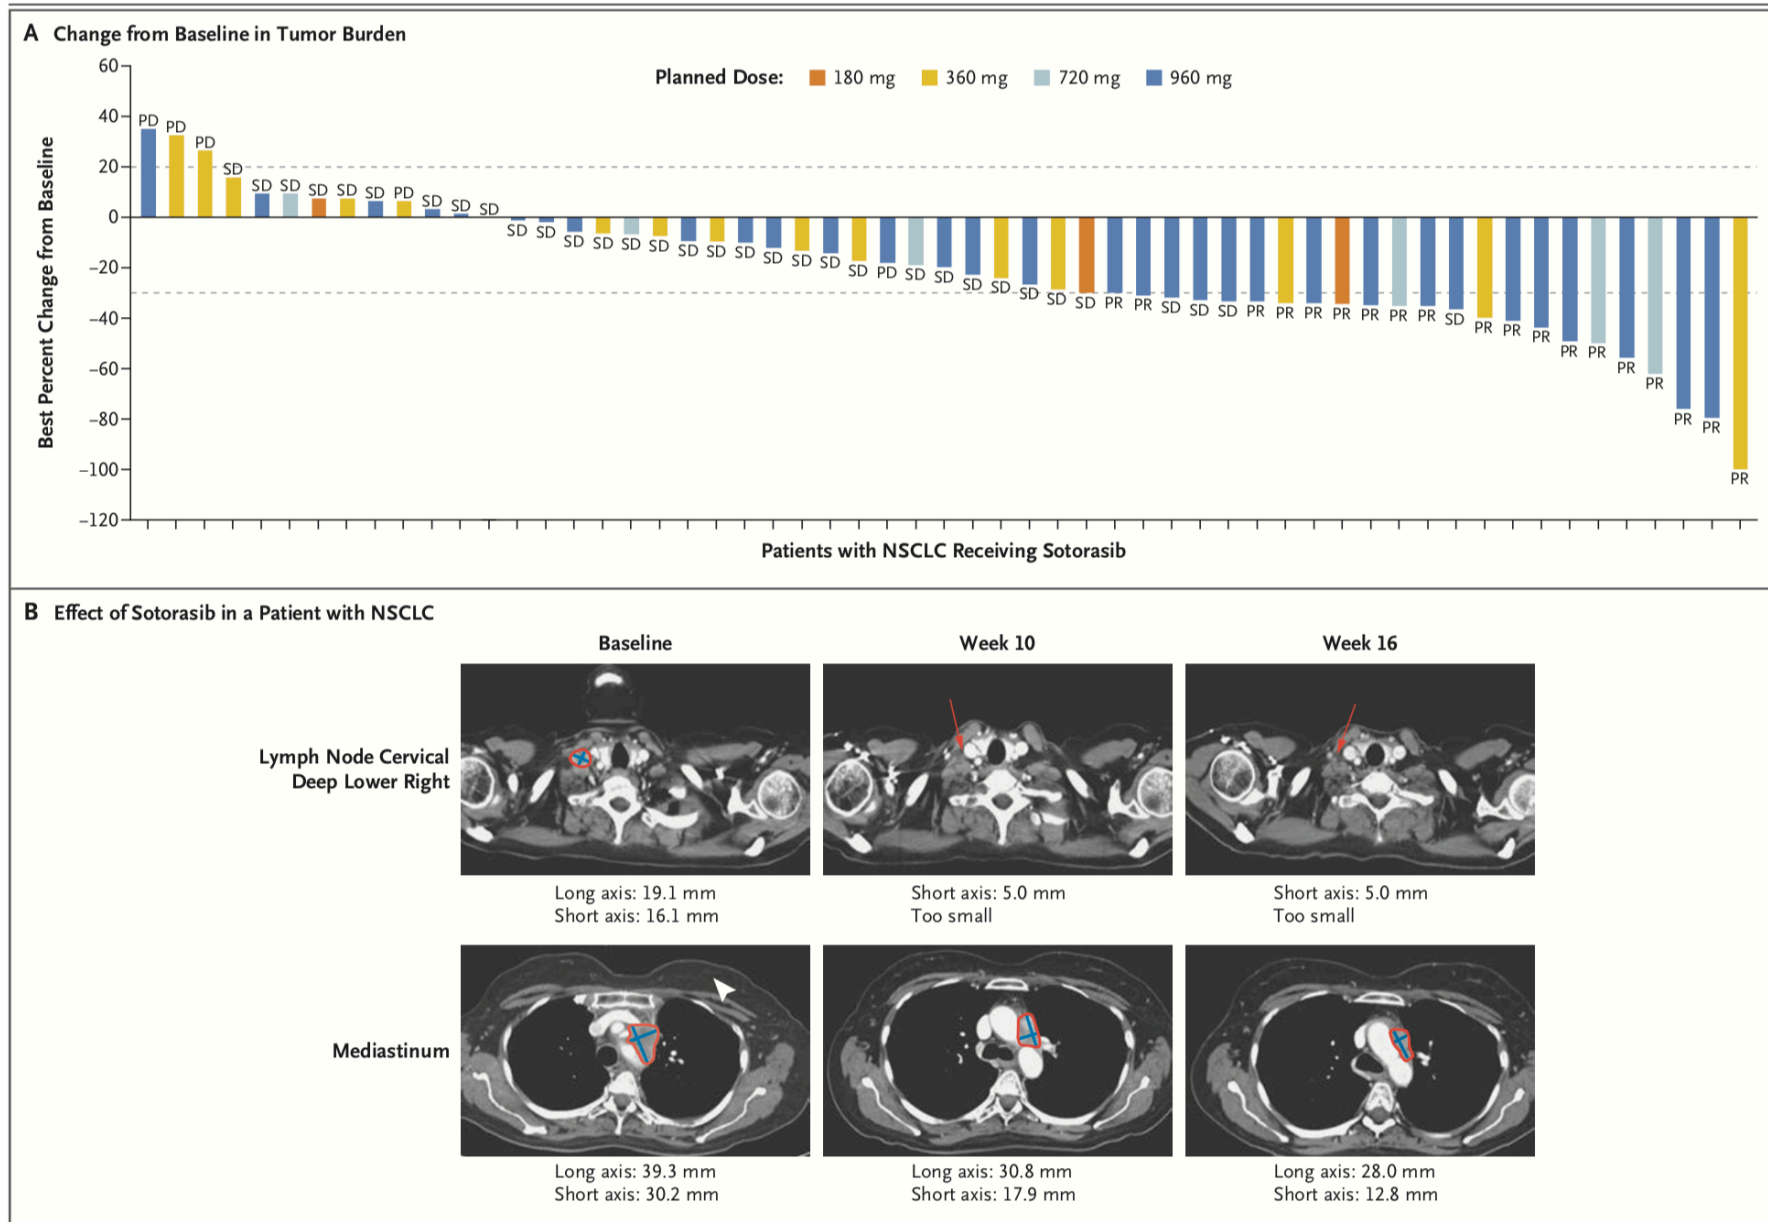 A Change from Baseline in Tumor Burden
Planned Dose: 180 mg 360 mg 720 mg 960 mg
Best Percent Change from Baseline
60
40
20
0
−20
−40
−60
−80
−100
−120
PD PD PD SD SD SD SD SD SD PD SD SD SD SD SD SD SD SD SD SD SD SD SD SD SD SD PD SD SD SD SD SD SD SD PR PR SD SD SD PR PR PR PR PR PR PR SD PR PR PR PR PR PR PR PR PR PR
Patients with NSCLC Receiving Sotorasib
B Effect of Sotorasib in a Patient with NSCLC
Baseline Week 10 Week 16
Lymph Node Cervical
Deep Lower Right
Long axis: 19.1 mm
Short axis: 16.1 mm
Short axis: 5.0 mm
Too small
Short axis: 5.0 mm
Too small
Mediastinum
Long axis: 39.3 mm
Short axis: 30.2 mm
Long axis: 30.8 mm
Short axis: 17.9 mm
Long axis: 28.0 mm
Short axis: 12.8 mm